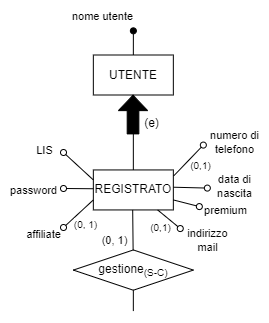 nome utente
UTENTE
(e)
numero di
telefono
LIS
(0, 1)
password
REGISTRATO
data di
nascita
premium
affiliate
(0, 1)
(0,1)
indirizzo
mail
(0, 1)
gestione(S-C)